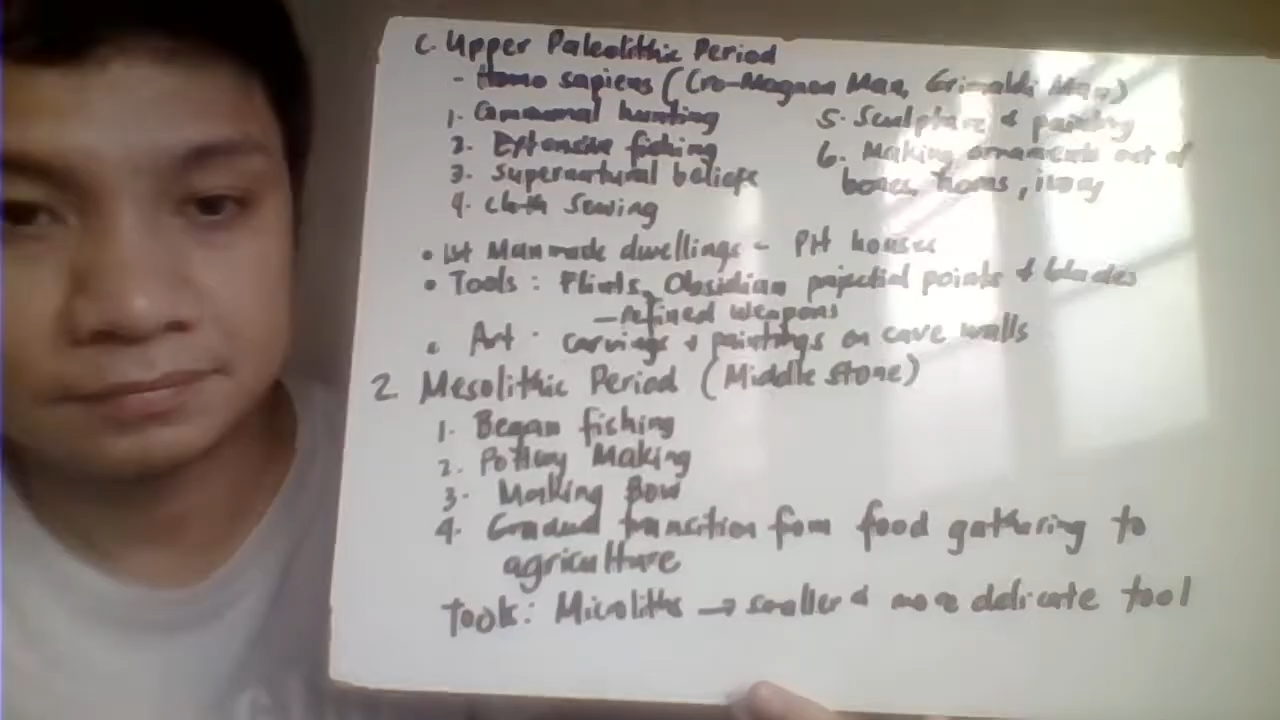 C. Upper Paleolithic Period
- Homo sapiens (Cro-Magnon Man, Grimaldi Man)
1. Communal hunting
2. Extensive fishing
3. Supernatural beliefs
4. Cloth Sewing
5. Sculpture & painting
6. Making ornaments out of
bones, horns, ivory
• 1st Manmade dwellings - Pit houses
• Tools: Flints, Obsidian projectial points & blades
- refined weapons
• Art - carvings & paintings on cave walls
2. Mesolithic Period (Middle Stone)
1. Began fishing
2. Pottery Making
3. Making Bow
4. Gradual transition from food gathering to
agriculture
Tools: Microliths → smaller & more delicate tool